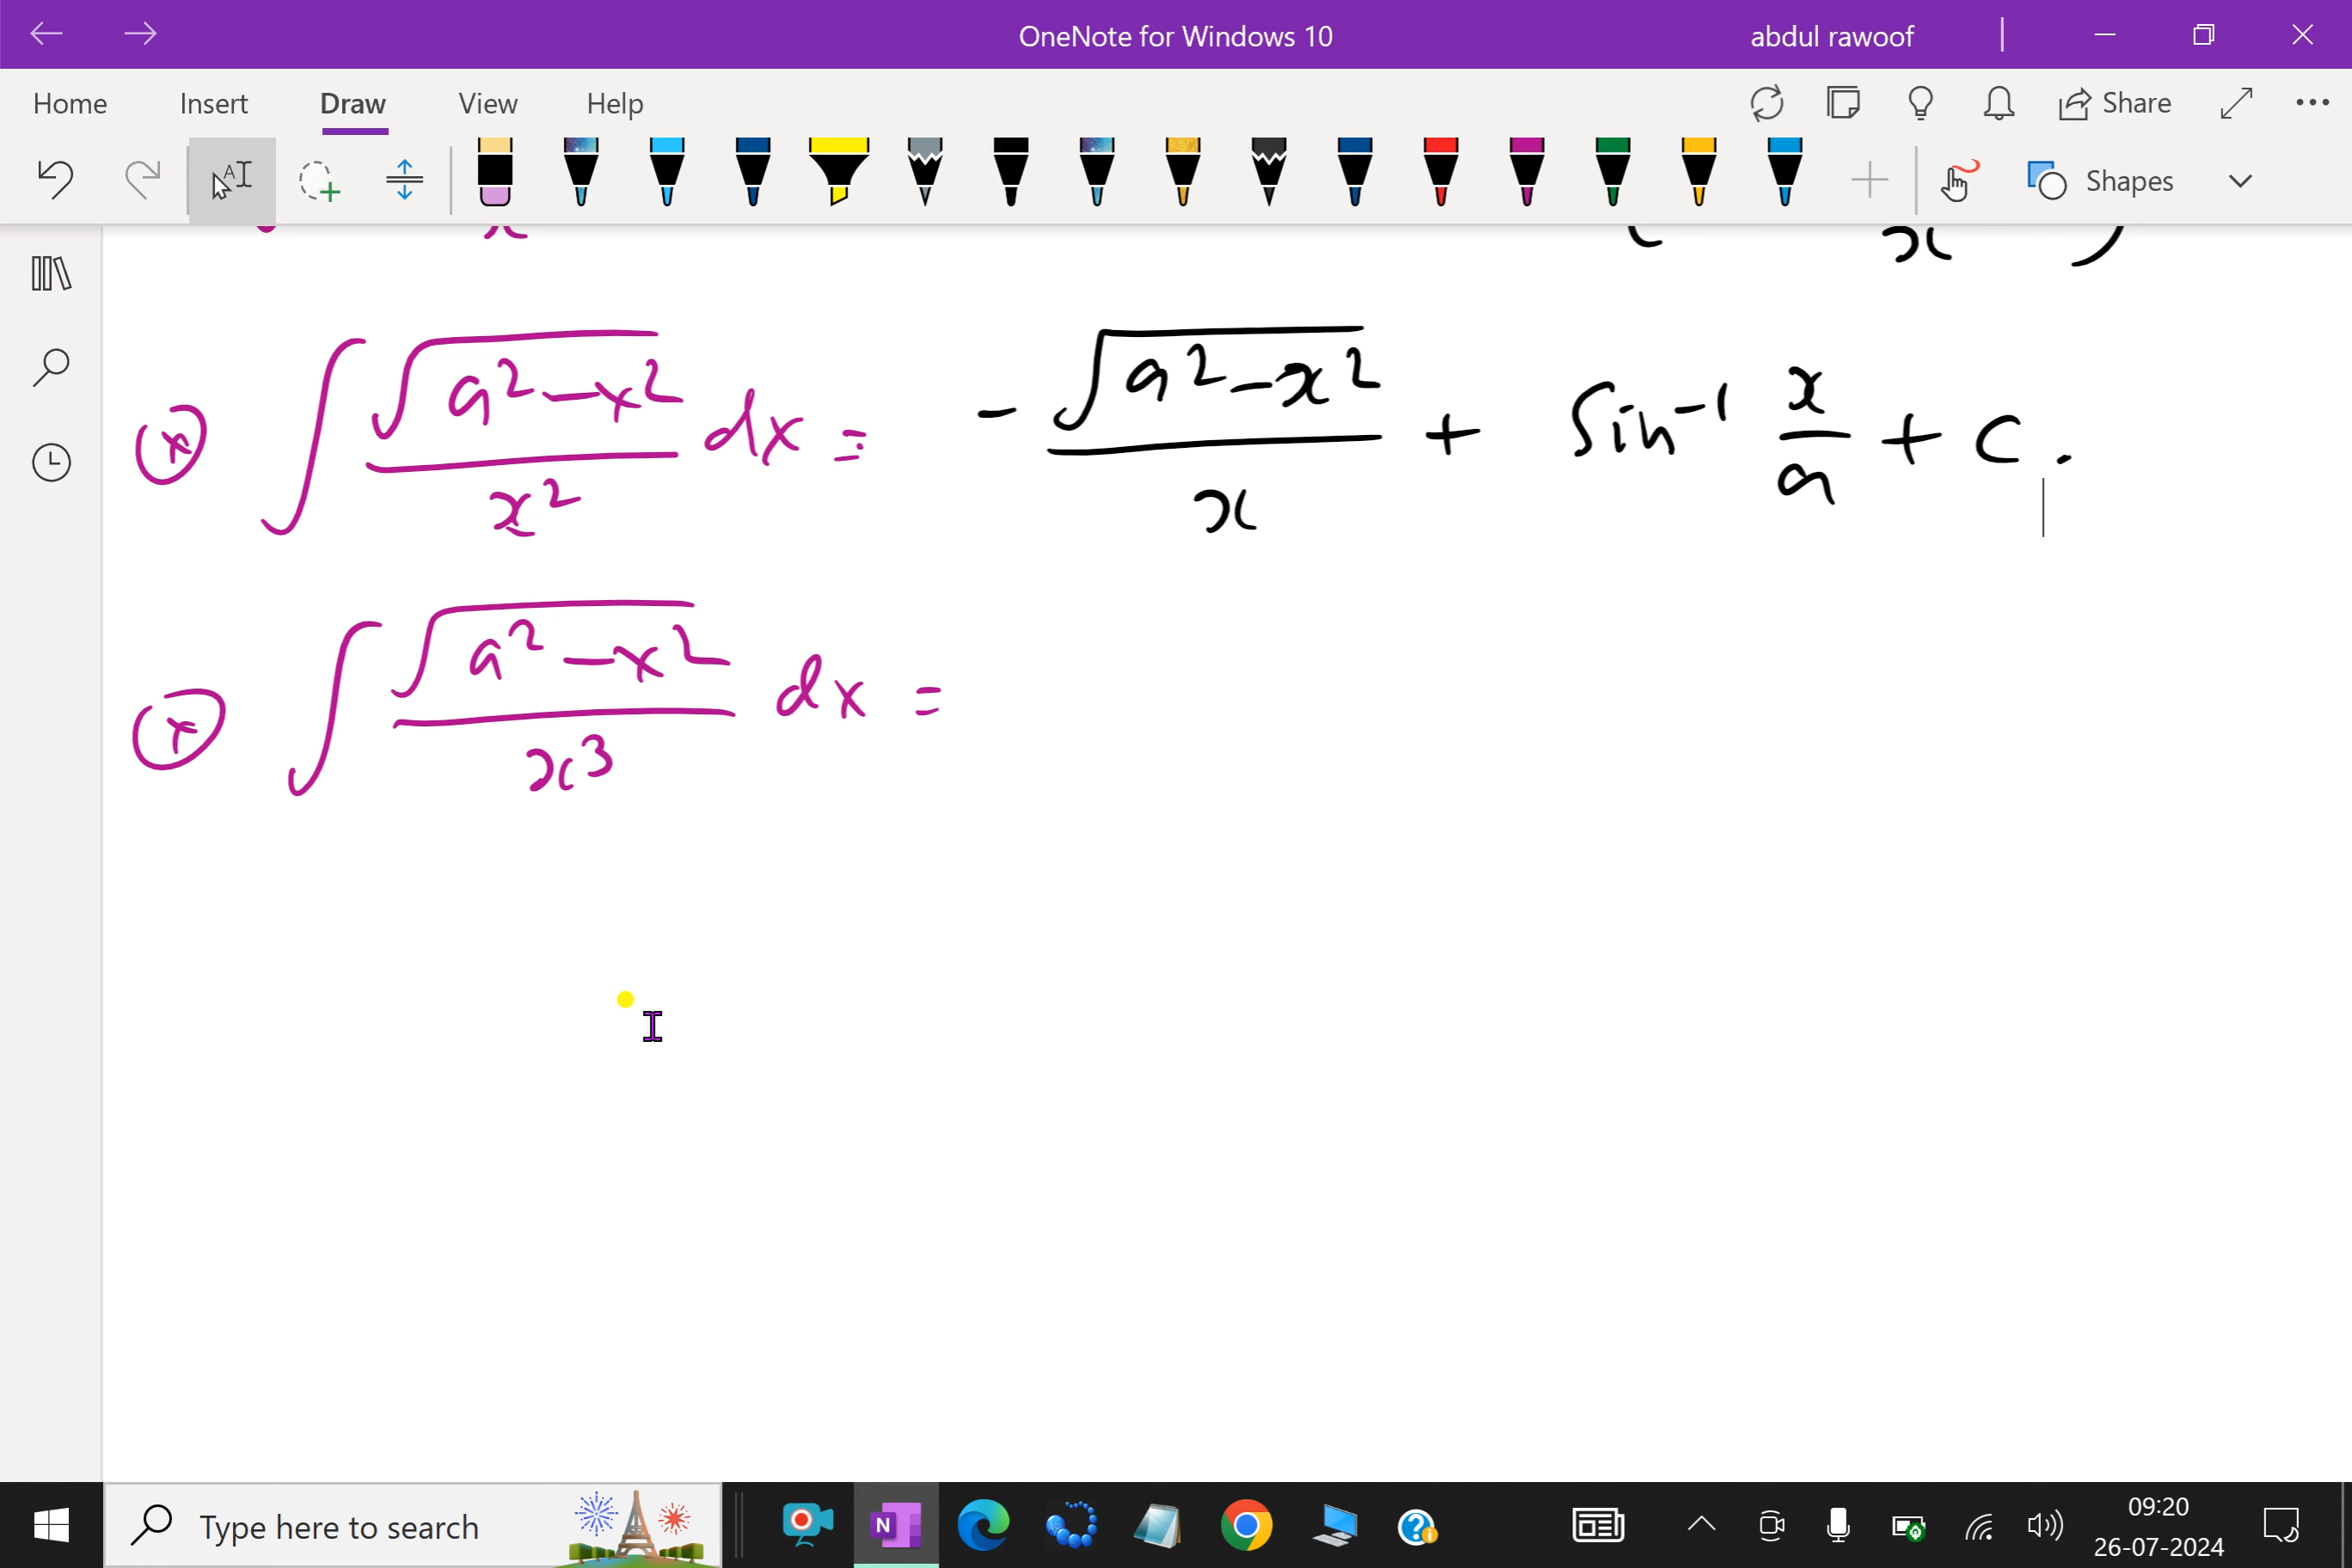 OneNote for Windows 10
abdul rawoof
Home Insert Draw View Help
Share
Shapes
(*) ∫ √(a² - x²) / x² dx = - √(a² - x²) / x + Sin⁻¹ x/a + c.
(*) ∫ √(a² - x²) / x³ dx =
Type here to search
09:20
26-07-2024